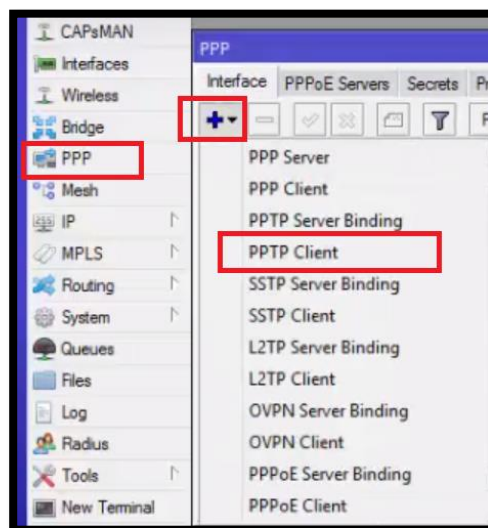 CAPsMAN
Interfaces
Wireless
Bridge
PPP
Mesh
IP
MPLS
Routing
System
Queues
Files
Log
Radius
Tools
New Terminal
PPP
Interface PPPoE Servers Secrets
PPP Server
PPP Client
PPTP Server Binding
PPTP Client
SSTP Server Binding
SSTP Client
L2TP Server Binding
L2TP Client
OVPN Server Binding
OVPN Client
PPPoE Server Binding
PPPoE Client